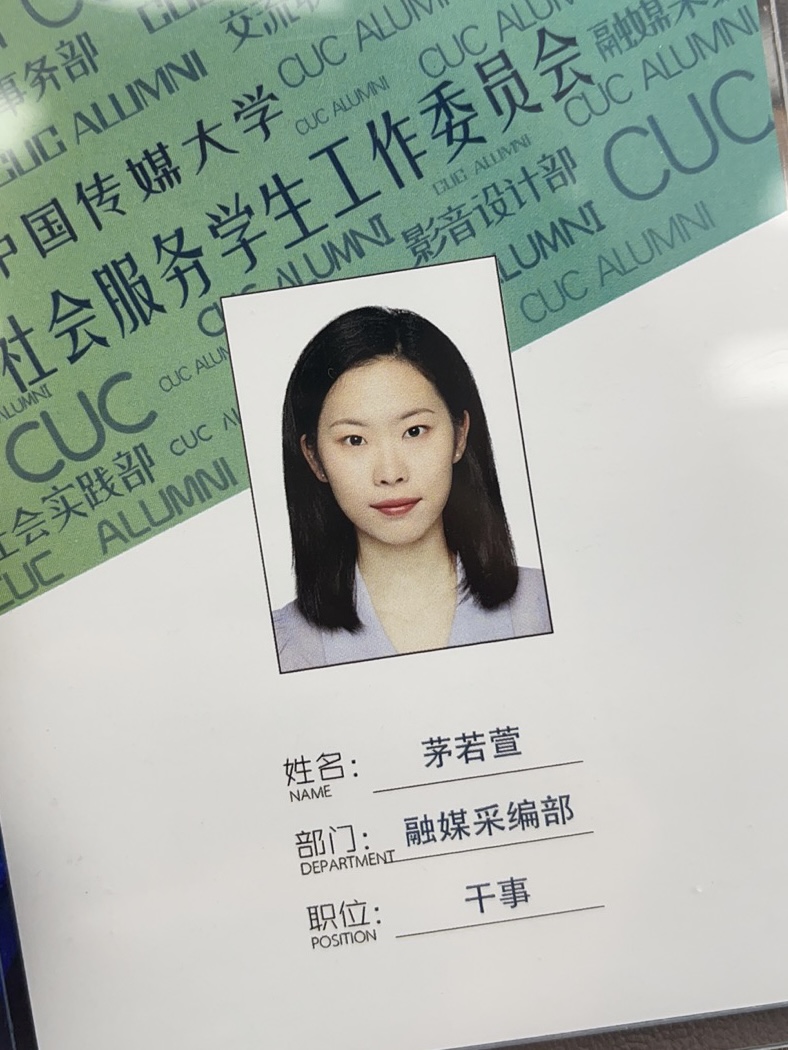 CUC ALUMNI
交流
CUC ALUMNI
事务部
CUC ALUMNI
CUC ALUMNI
融媒采
CUC ALUMNI
中国传媒大学
CUC ALUMNI
CUC
社会服务学生工作委员会
CUC ALUMNI
影音设计部
CUC ALUMNI
ALUMNI
CUC ALUMNI
ALUMNI
CUC
CUC ALUMNI
社会实践部
CUC
CUC ALUMNI
姓名：茅若萱
NAME
部门：融媒采编部
DEPARTMENT
职位：干事
POSITION